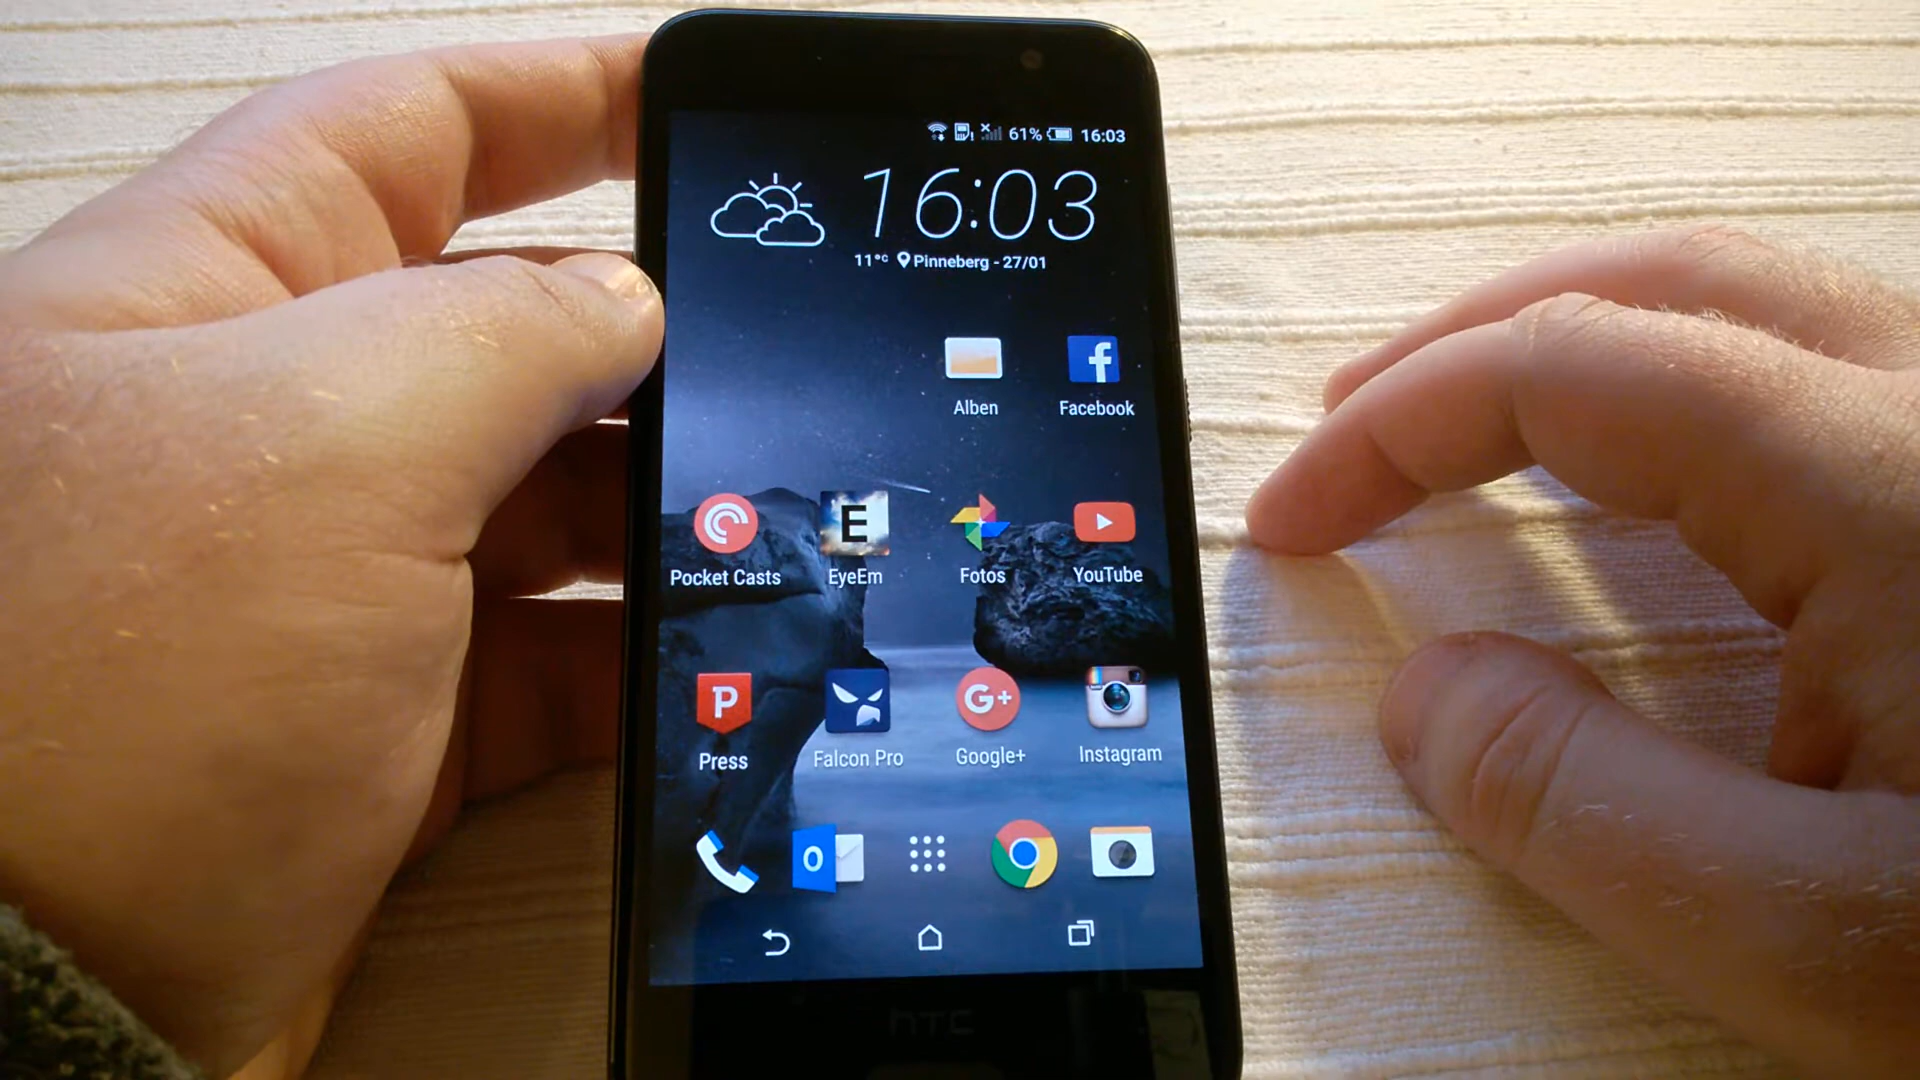 61% 16:03
16:03
11°C Pinneberg - 27/01
Alben Facebook
E
Pocket Casts EyeEm Fotos YouTube
P G+
Press Falcon Pro Google+ Instagram
O
hTC